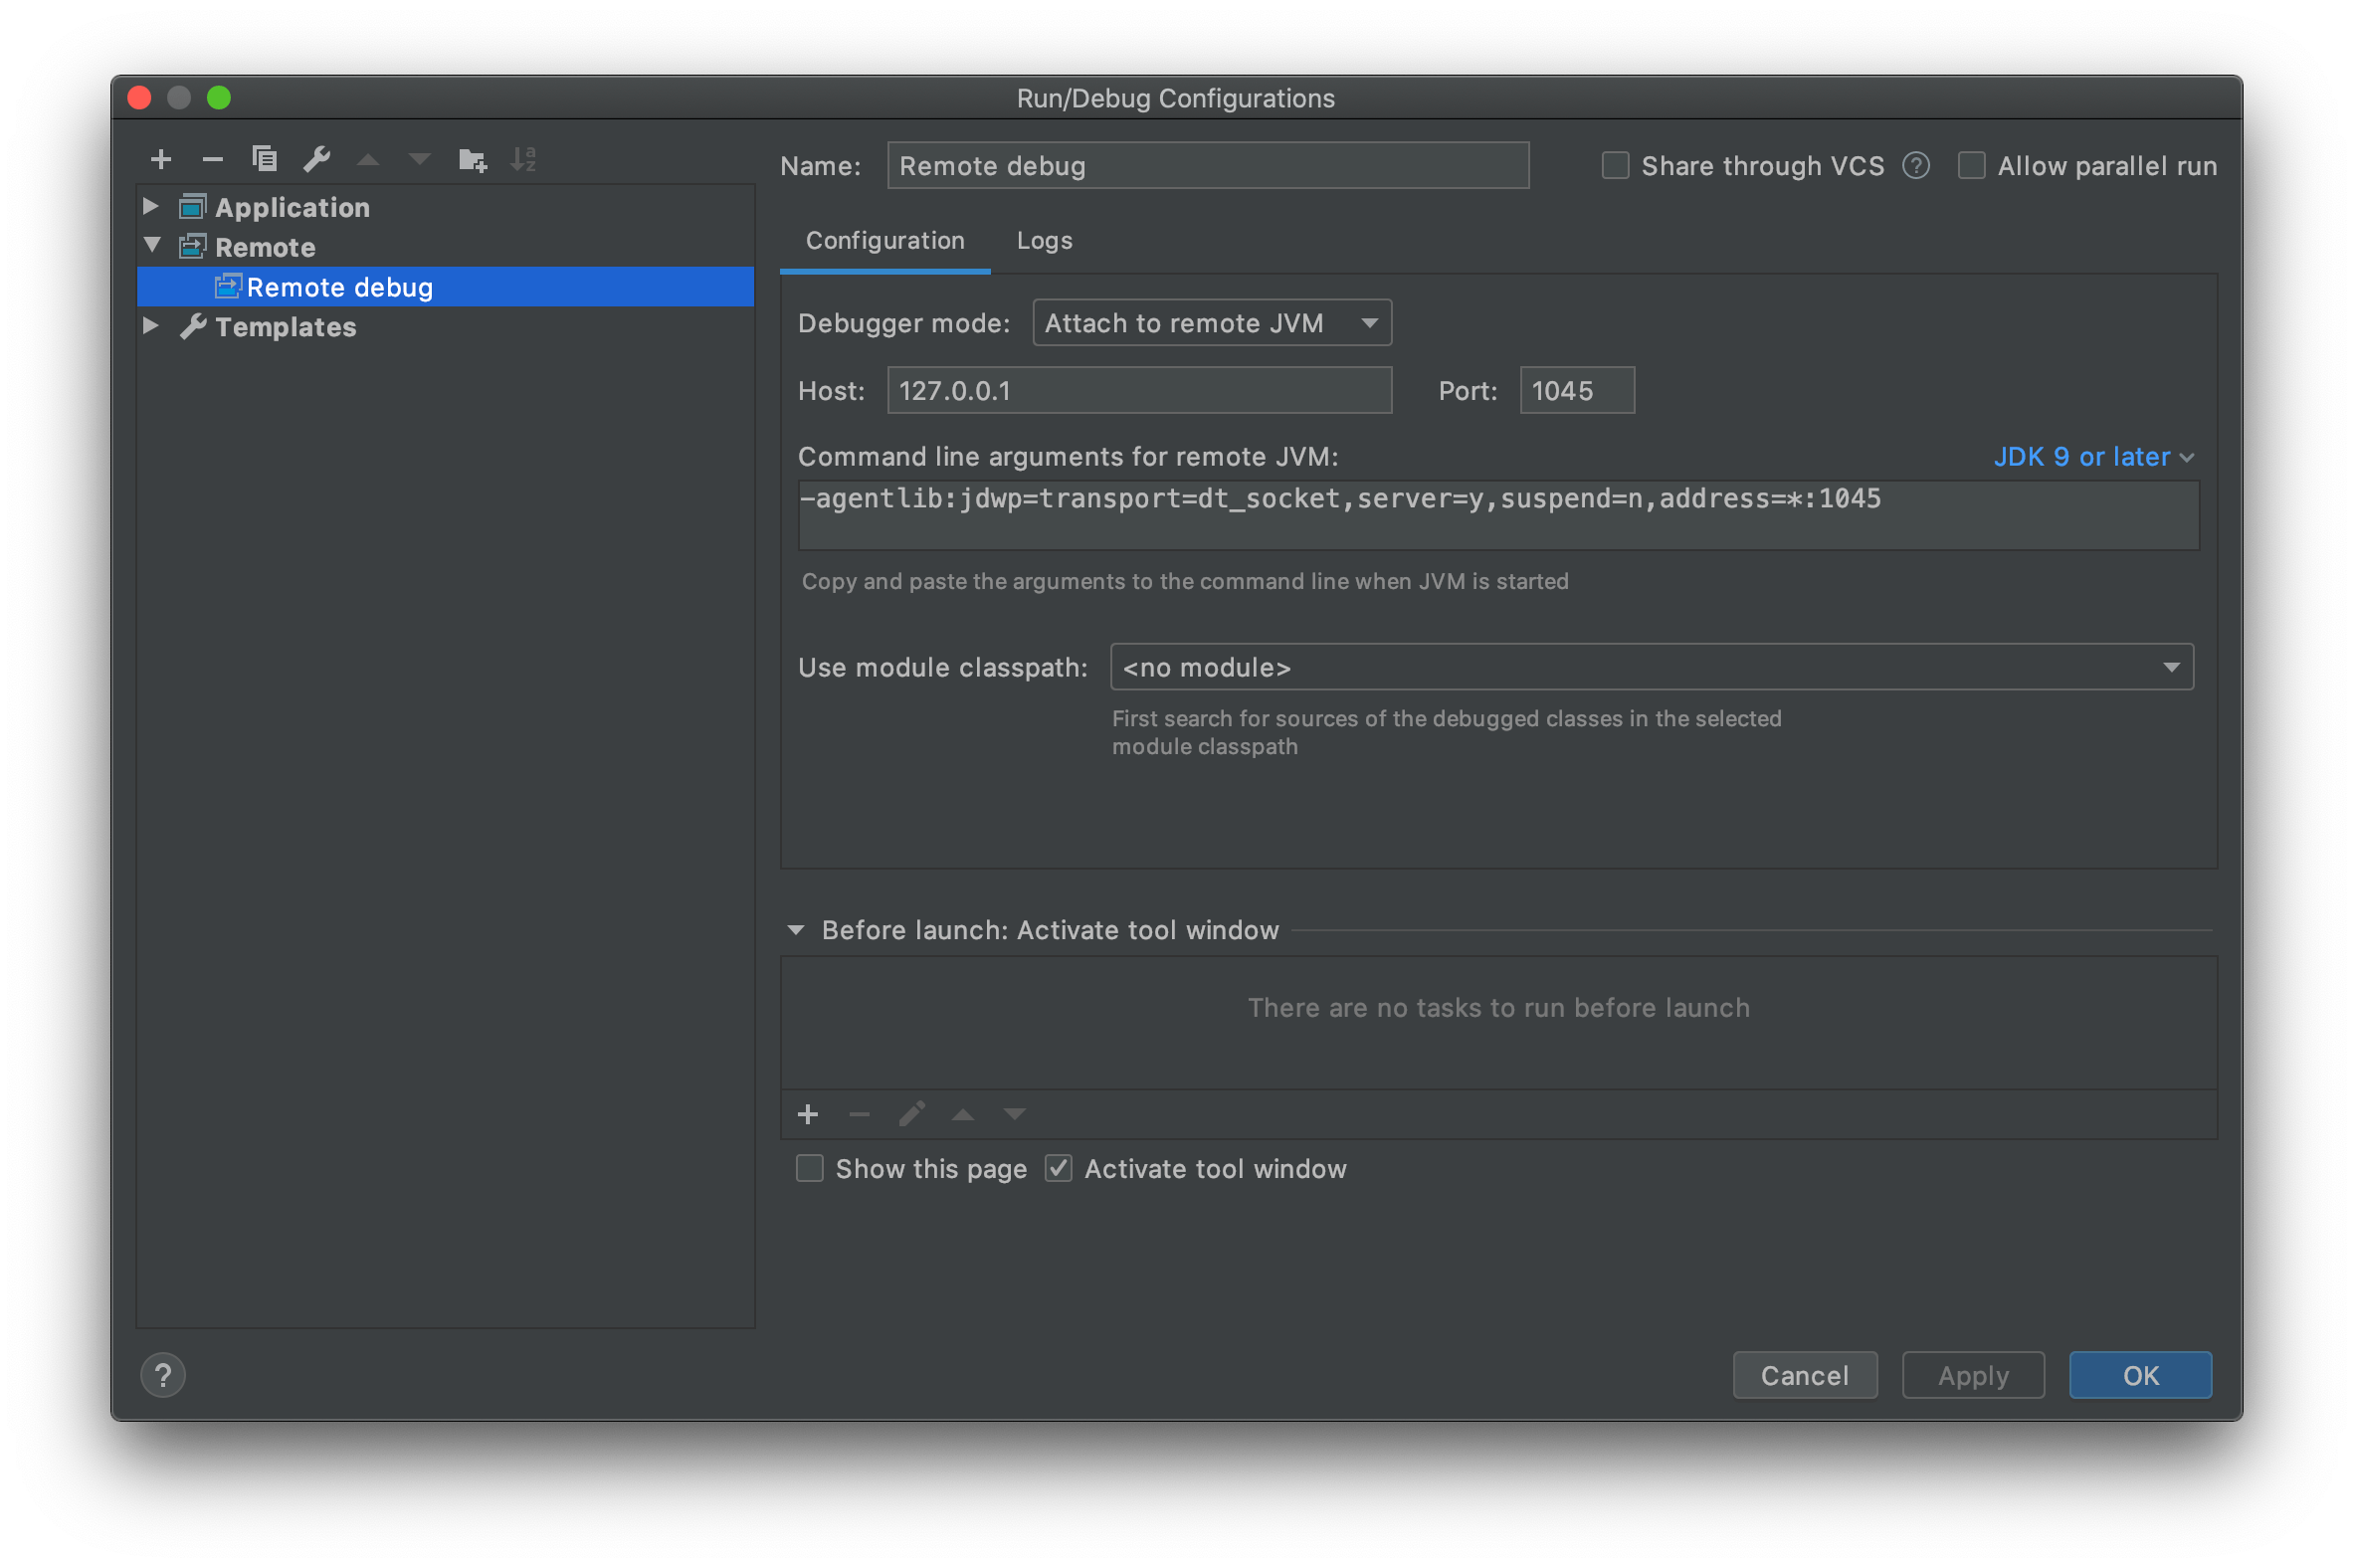 Run/Debug Configurations
Application
Remote
Remote debug
Templates
Name: Remote debug Share through VCS ? Allow parallel run
Configuration Logs
Debugger mode: Attach to remote JVM
Host: 127.0.0.1 Port: 1045
Command line arguments for remote JVM: JDK 9 or later
-agentlib:jdwp=transport=dt_socket,server=y,suspend=n,address=*:1045
Copy and paste the arguments to the command line when JVM is started
Use module classpath: <no module>
First search for sources of the debugged classes in the selected
module classpath
Before launch: Activate tool window
There are no tasks to run before launch
Show this page Activate tool window
? Cancel Apply OK